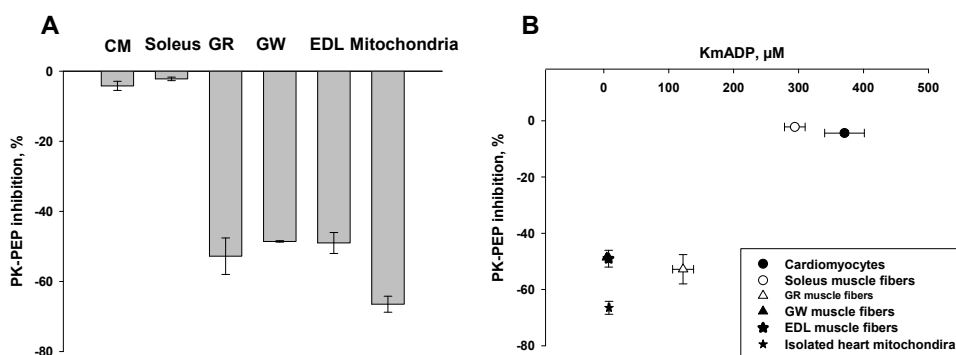 A
CM Soleus GR GW EDL Mitochondria
0
-20
-40
-60
-80
PK-PEP inhibition, %
B
KmADP, µM
0 100 200 300 400 500
0
-20
-40
-60
-80
PK-PEP inhibition, %
Cardiomyocytes
Soleus muscle fibers
GR muscle fibers
GW muscle fibers
EDL muscle fibers
Isolated heart mitochondira